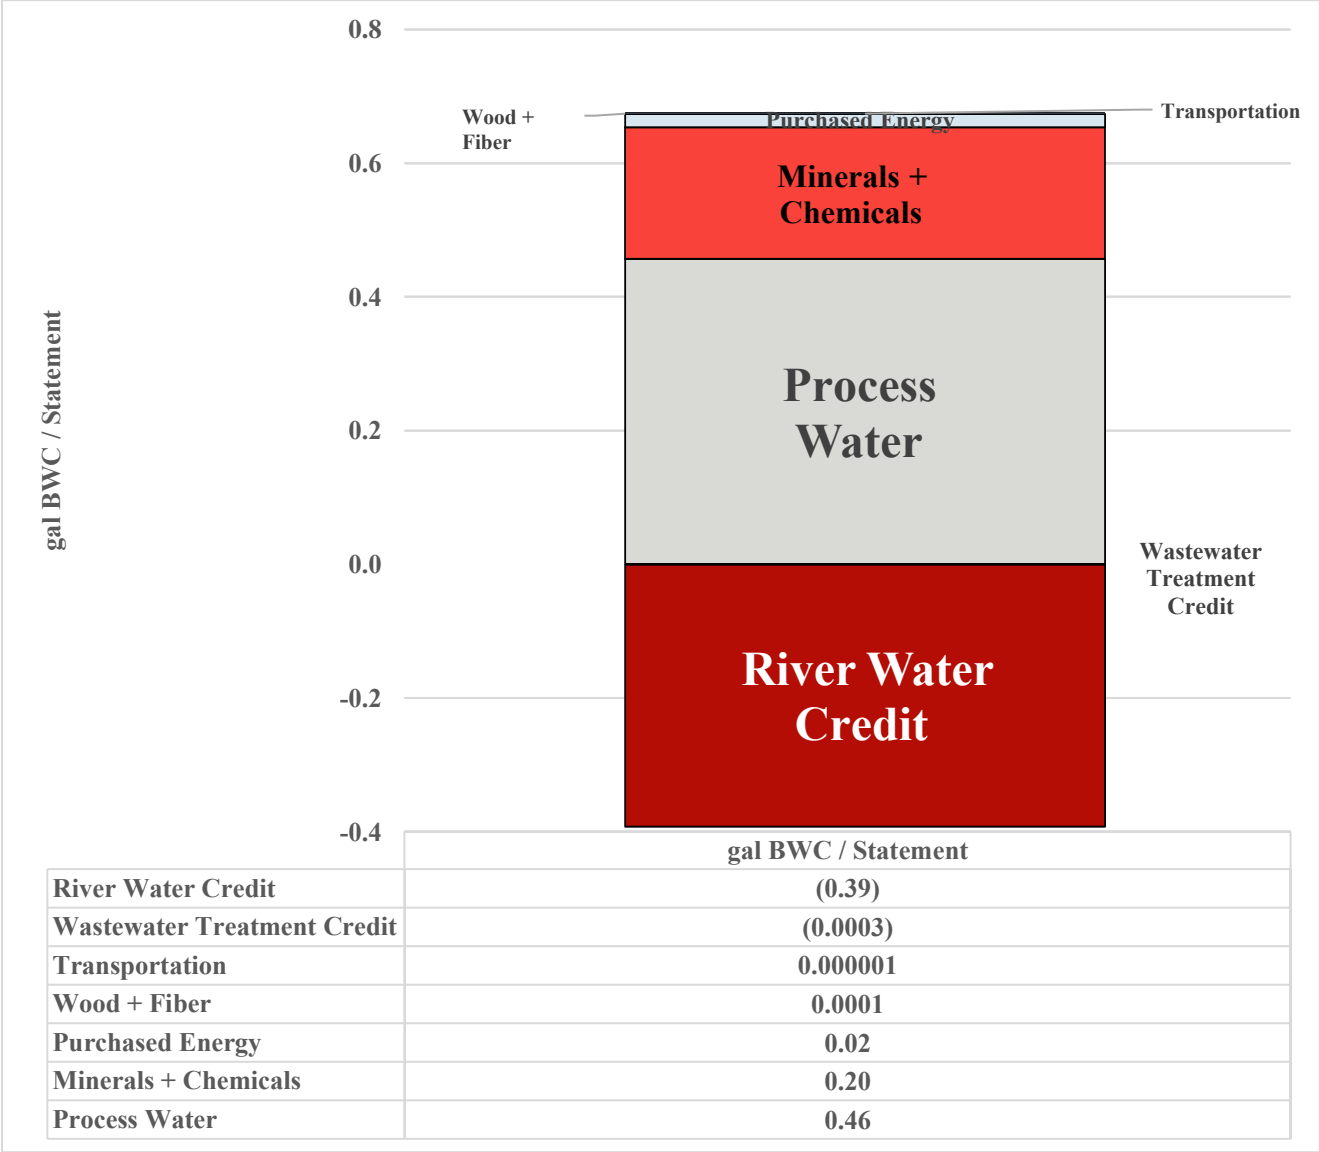 0.8
Wood +
Fiber
Purchased Energy
Transportation
0.6
Minerals +
Chemicals
0.4
Process
Water
0.2
gal BWC / Statement
0.0
Wastewater
Treatment
Credit
River Water
Credit
-0.2
-0.4
gal BWC / Statement
River Water Credit (0.39)
Wastewater Treatment Credit (0.0003)
Transportation 0.000001
Wood + Fiber 0.0001
Purchased Energy 0.02
Minerals + Chemicals 0.20
Process Water 0.46